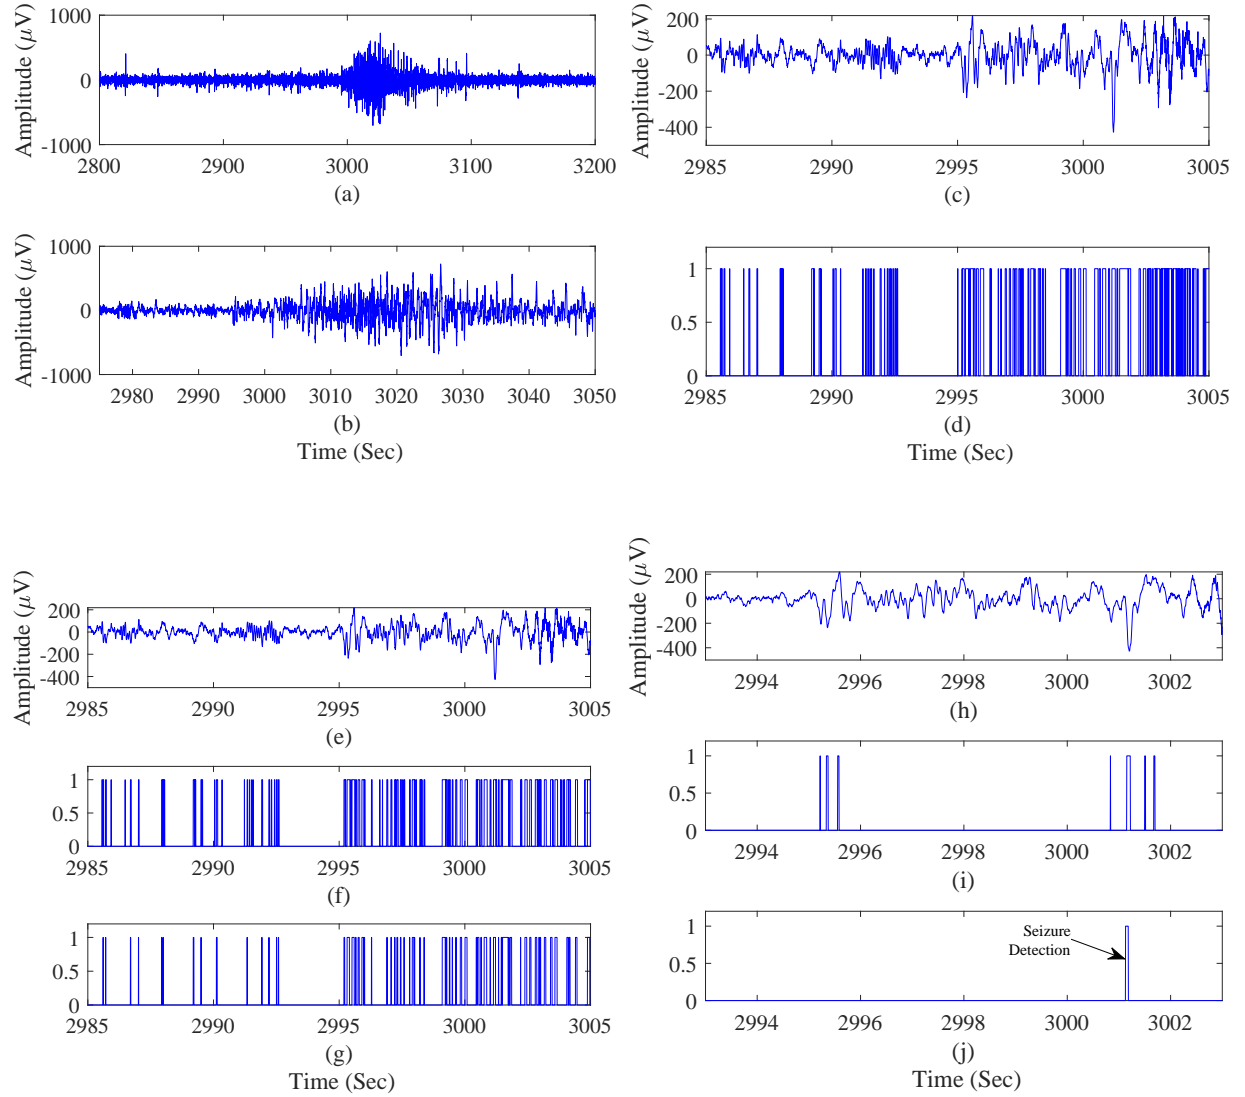 Amplitude (μV)
1000
0
-1000
2800 2900 3000 3100 3200
(a)
Amplitude (μV)
1000
0
-1000
2980 2990 3000 3010 3020 3030 3040 3050
(b)
Time (Sec)
Amplitude (μV)
200
0
-200
-400
2985 2990 2995 3000 3005
(c)
1
0.5
0
2985 2990 2995 3000 3005
(d)
Time (Sec)
Amplitude (μV)
200
0
-200
-400
2985 2990 2995 3000 3005
(e)
1
0.5
0
2985 2990 2995 3000 3005
(f)
1
0.5
0
2985 2990 2995 3000 3005
(g)
Time (Sec)
Amplitude (μV)
200
0
-200
-400
2994 2996 2998 3000 3002
(h)
1
0.5
0
2994 2996 2998 3000 3002
(i)
1
0.5
0
Seizure
Detection
2994 2996 2998 3000 3002
(j)
Time (Sec)